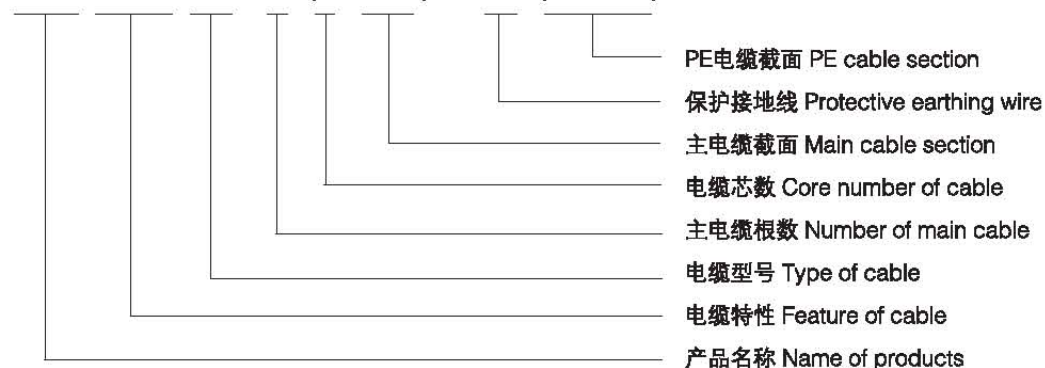 PE电缆截面 PE cable section
保护接地线 Protective earthing wire
主电缆截面 Main cable section
电缆芯数 Core number of cable
主电缆根数 Number of main cable
电缆型号 Type of cable
电缆特性 Feature of cable
产品名称 Name of products